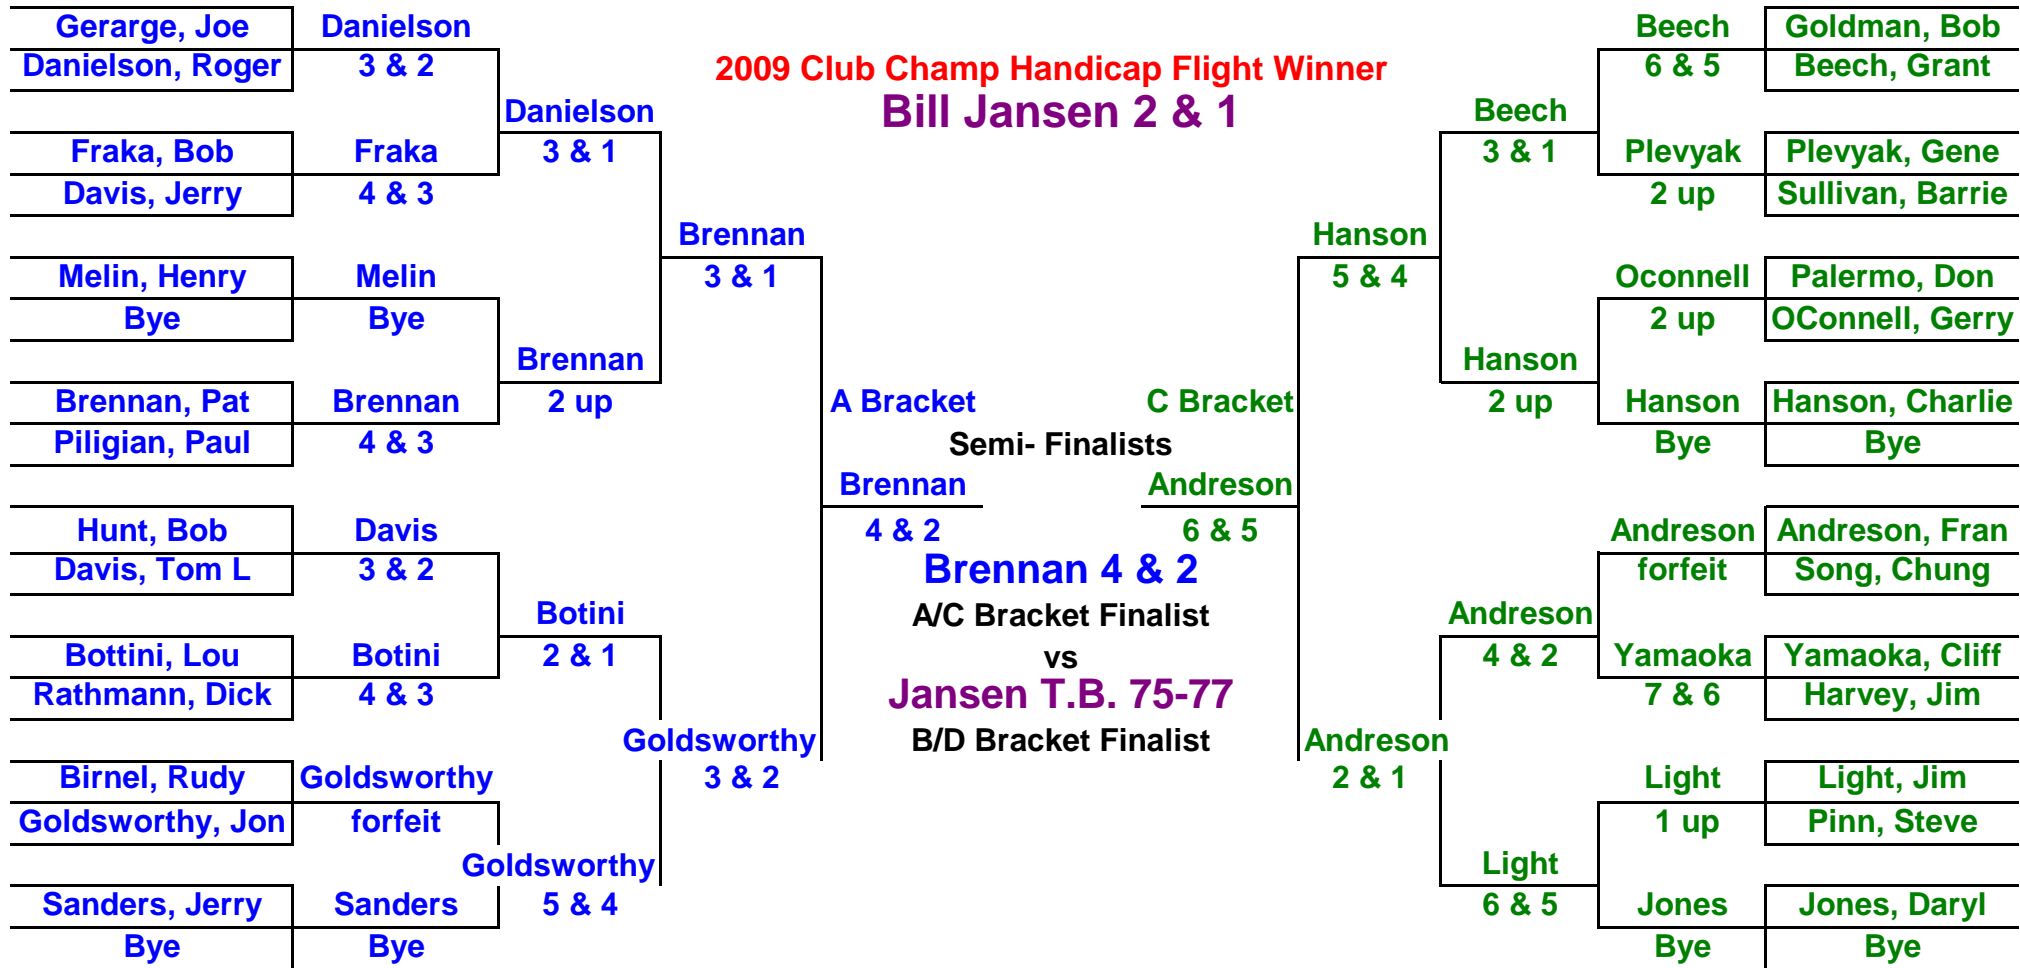 Gerarge, Joe Danielson Beech Goldman, Bob
Danielson, Roger 3 & 2 2009 Club Champ Handicap Flight Winner 6 & 5 Beech, Grant
Danielson Bill Jansen 2 & 1 Beech
Fraka, Bob Fraka 3 & 1 3 & 1 Plevyak Plevyak, Gene
Davis, Jerry 4 & 3 2 up Sullivan, Barrie
Brennan Hanson
Melin, Henry Melin 3 & 1 5 & 4 Oconnell Palermo, Don
Bye Bye 2 up OConnell, Gerry
Brennan Hanson
Brennan, Pat Brennan 2 up A Bracket C Bracket 2 up Hanson Hanson, Charlie
Piligian, Paul 4 & 3 Semi- Finalists Bye Bye
Brennan Andreson
Hunt, Bob Davis 4 & 2 6 & 5 Andreson Andreson, Fran
Davis, Tom L 3 & 2 Brennan 4 & 2 forfeit Song, Chung
Botini A/C Bracket Finalist Andreson
Bottini, Lou Botini 2 & 1 vs 4 & 2 Yamaoka Yamaoka, Cliff
Rathmann, Dick 4 & 3 Jansen T.B. 75-77 7 & 6 Harvey, Jim
Goldsworthy B/D Bracket Finalist Andreson
Birnel, Rudy Goldsworthy 3 & 2 2 & 1 Light Light, Jim
Goldsworthy, Jon forfeit 1 up Pinn, Steve
Goldsworthy Light
Sanders, Jerry Sanders 5 & 4 6 & 5 Jones Jones, Daryl
Bye Bye Bye Bye